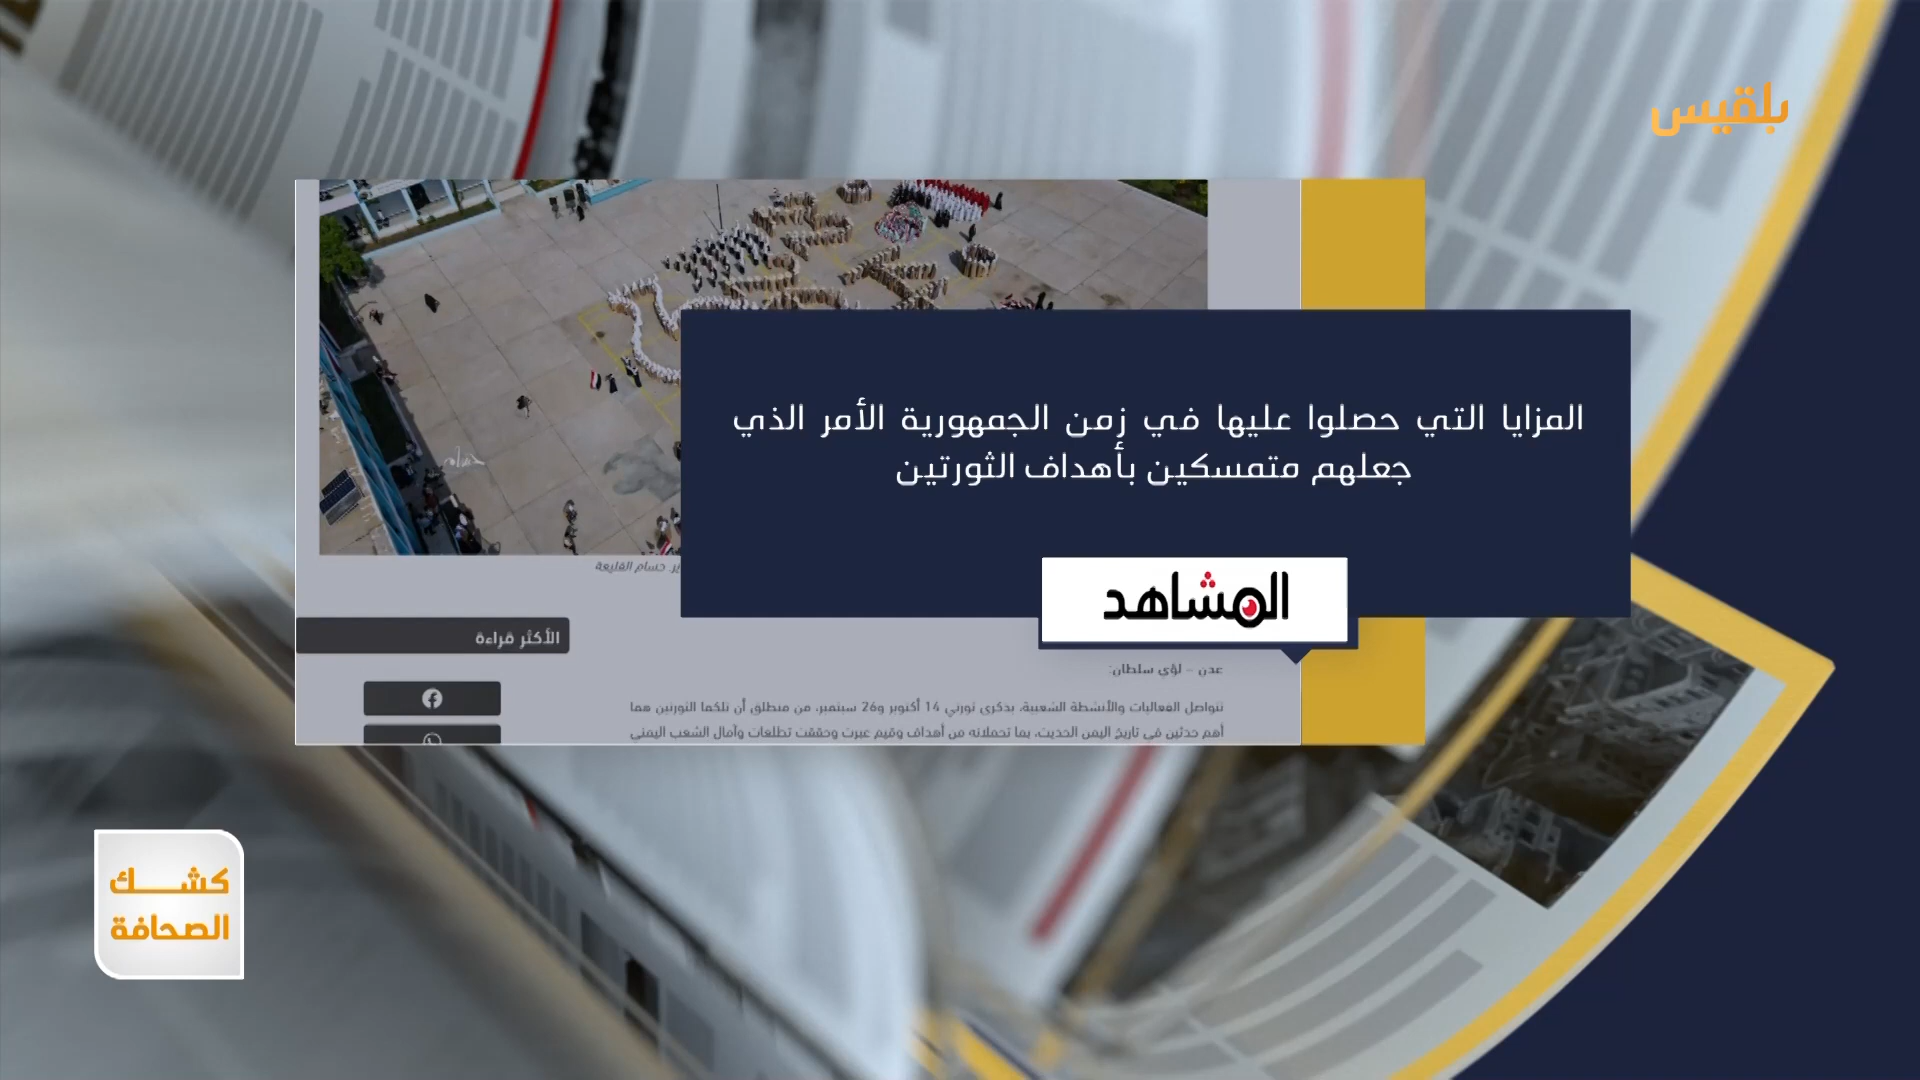 بلقيس
المزايا التي حصلوا عليها في زمن الجمهورية الأمر الذي
جعلهم متمسكين بأهداف الثورتين
المشاهد
حسام القليعة
الأكثر قراءة
عدن - لؤي سلطان:
تتواصل الفعاليات والأنشطة الشعبية، بذكرى ثورتي 14 أكتوبر و26 سبتمبر، من منطلق أن تلكما الثورتين هما
أهم حدثين في تاريخ اليمن الحديث، بما تحملانه من أهداف وقيم عبرت وحققت تطلعات وآمال الشعب اليمني
كشك
الصحافة